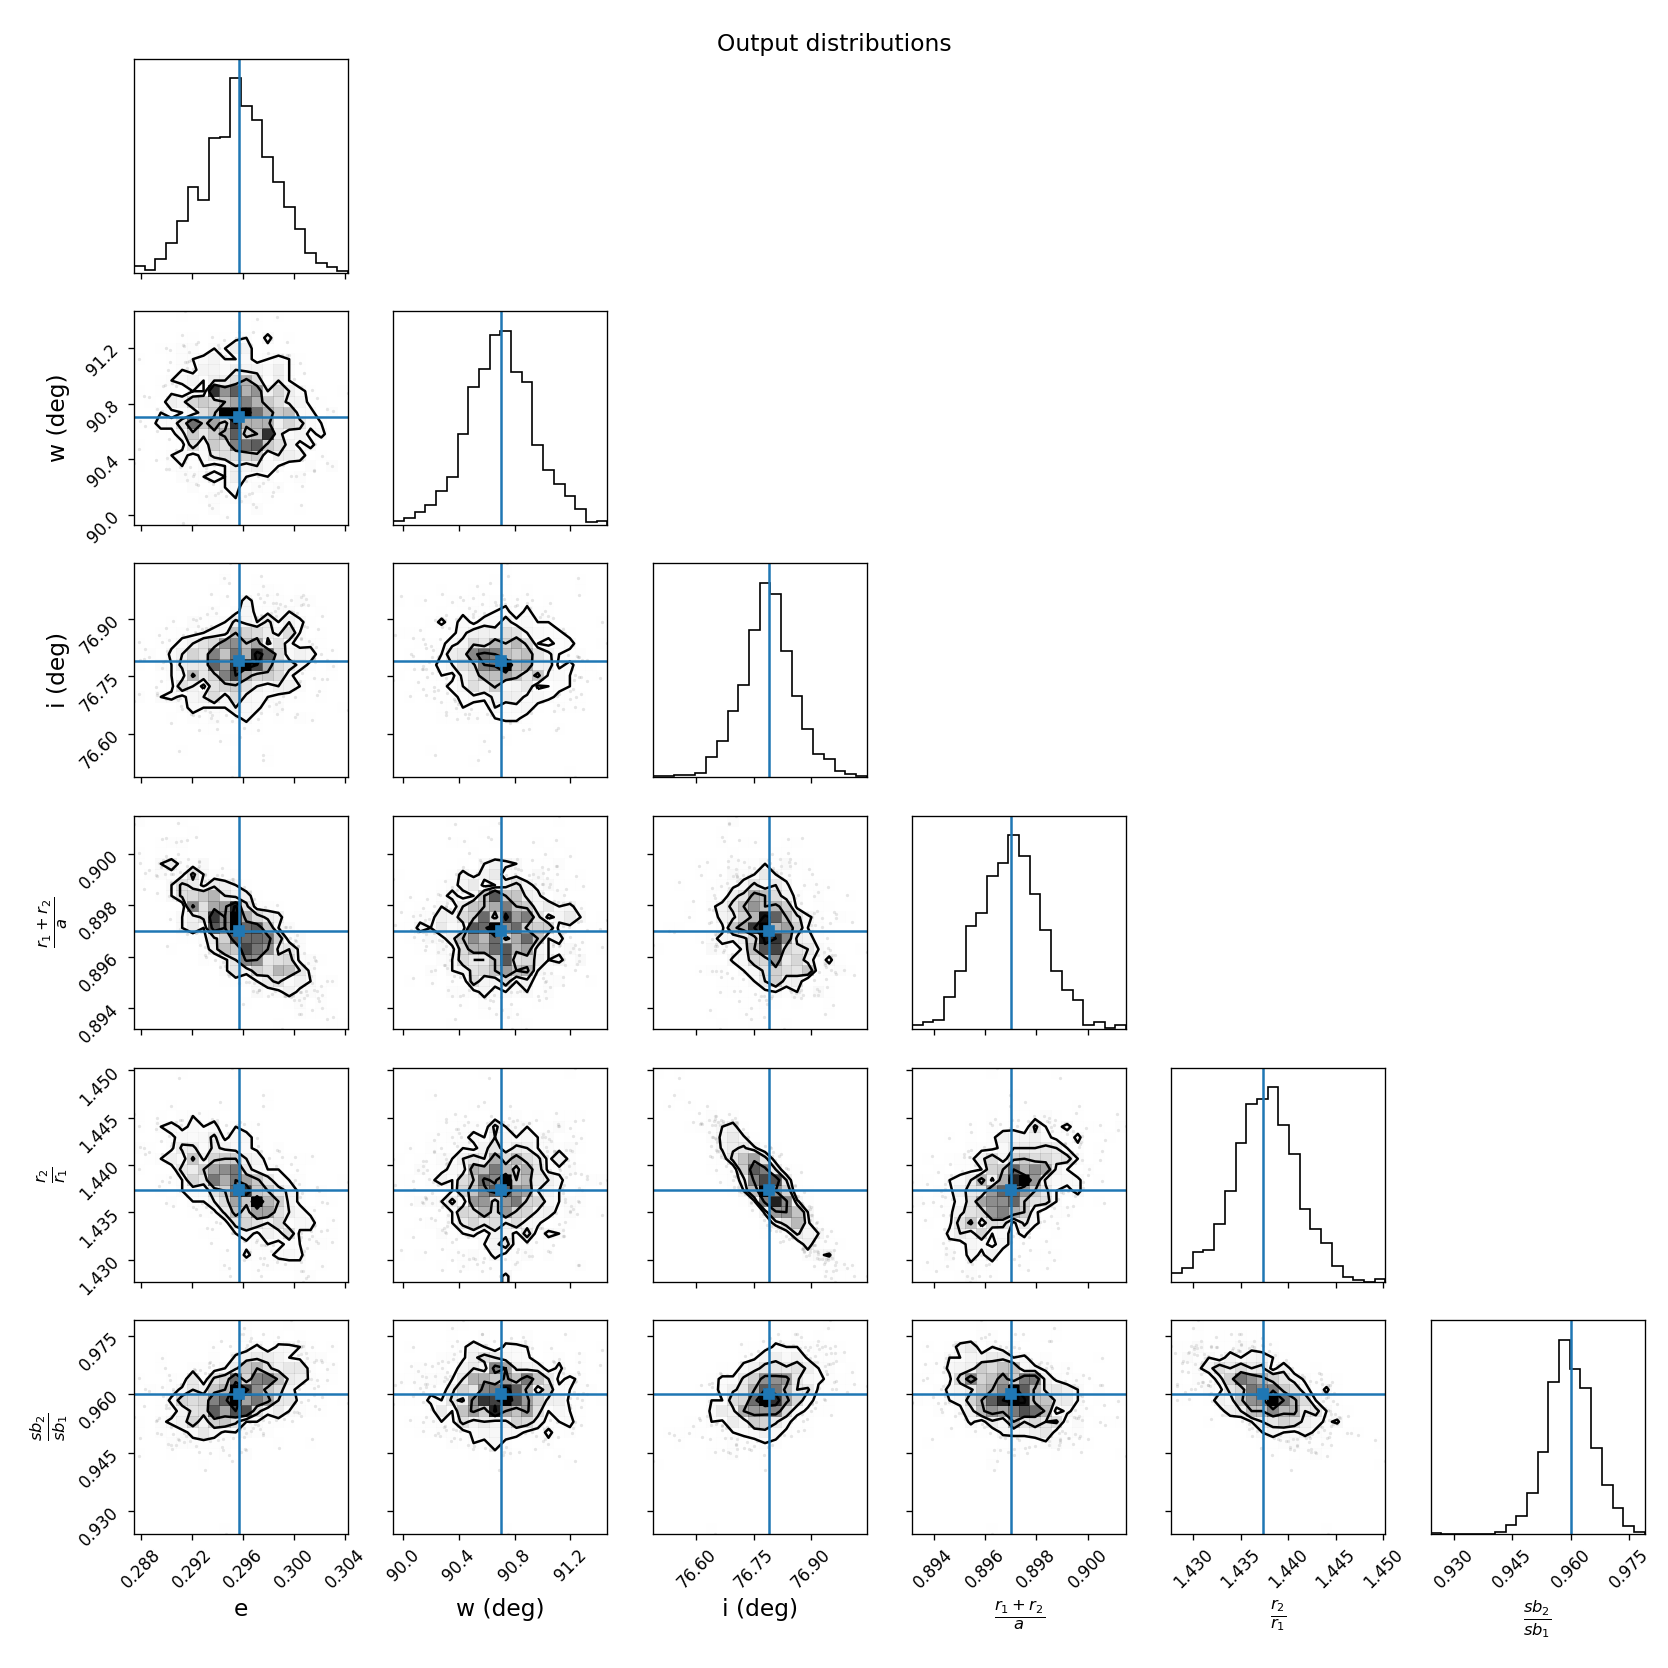 Output distributions
91.2
90.8
90.4
90.0
w (deg)
76.90
76.75
76.60
i (deg)
0.900
0.898
0.896
0.894
r₁ + r₂
a
1.450
1.445
1.440
1.435
1.430
r₂
r₁
0.975
0.960
0.945
0.930
sb₂
sb₁
0.288 0.292 0.296 0.300 0.304 90.0 90.4 90.8 91.2 76.60 76.75 76.90 0.894 0.896 0.898 0.900 1.430 1.435 1.440 1.445 1.450 0.930 0.945 0.960 0.975
e w (deg) i (deg) r₁ + r₂ r₂ sb₂
a r₁ sb₁